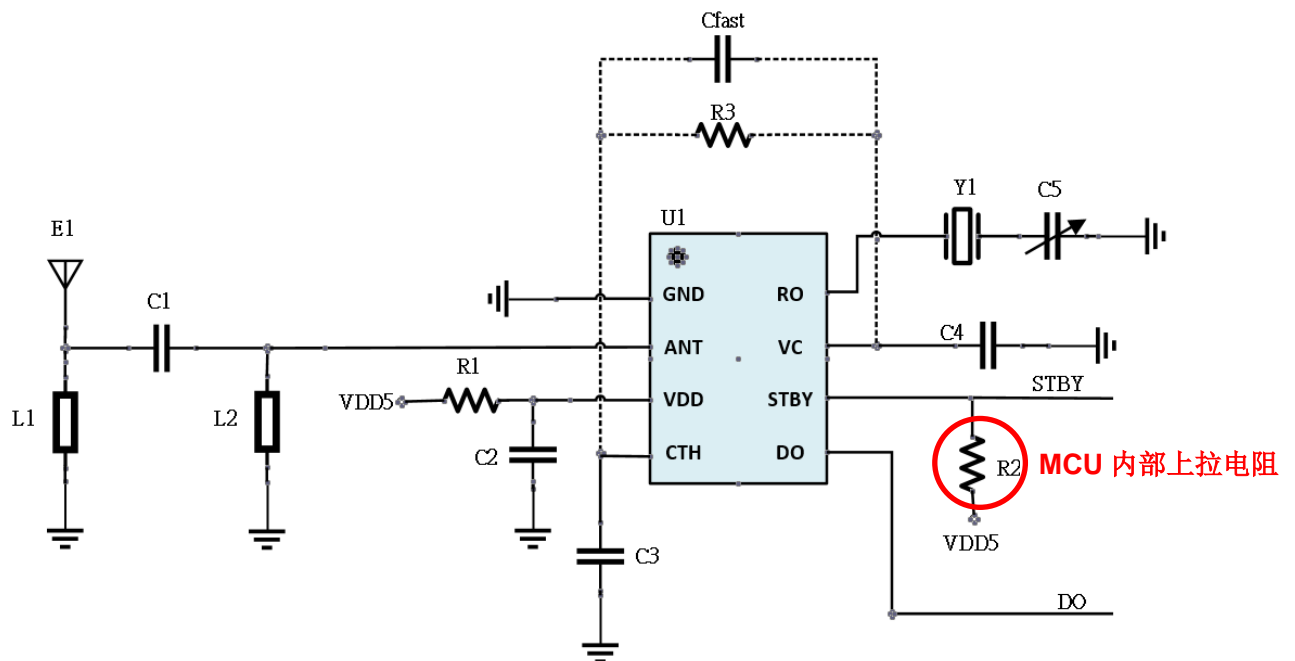 Cfast
R3
Y1
C5
E1
U1
C1
GND
RO
C4
ANT
VC
R1
STBY
VDD5
VDD
STBY
L1
L2
C2
CTH
DO
R2
MCU 内部上拉电阻
VDD5
C3
DO